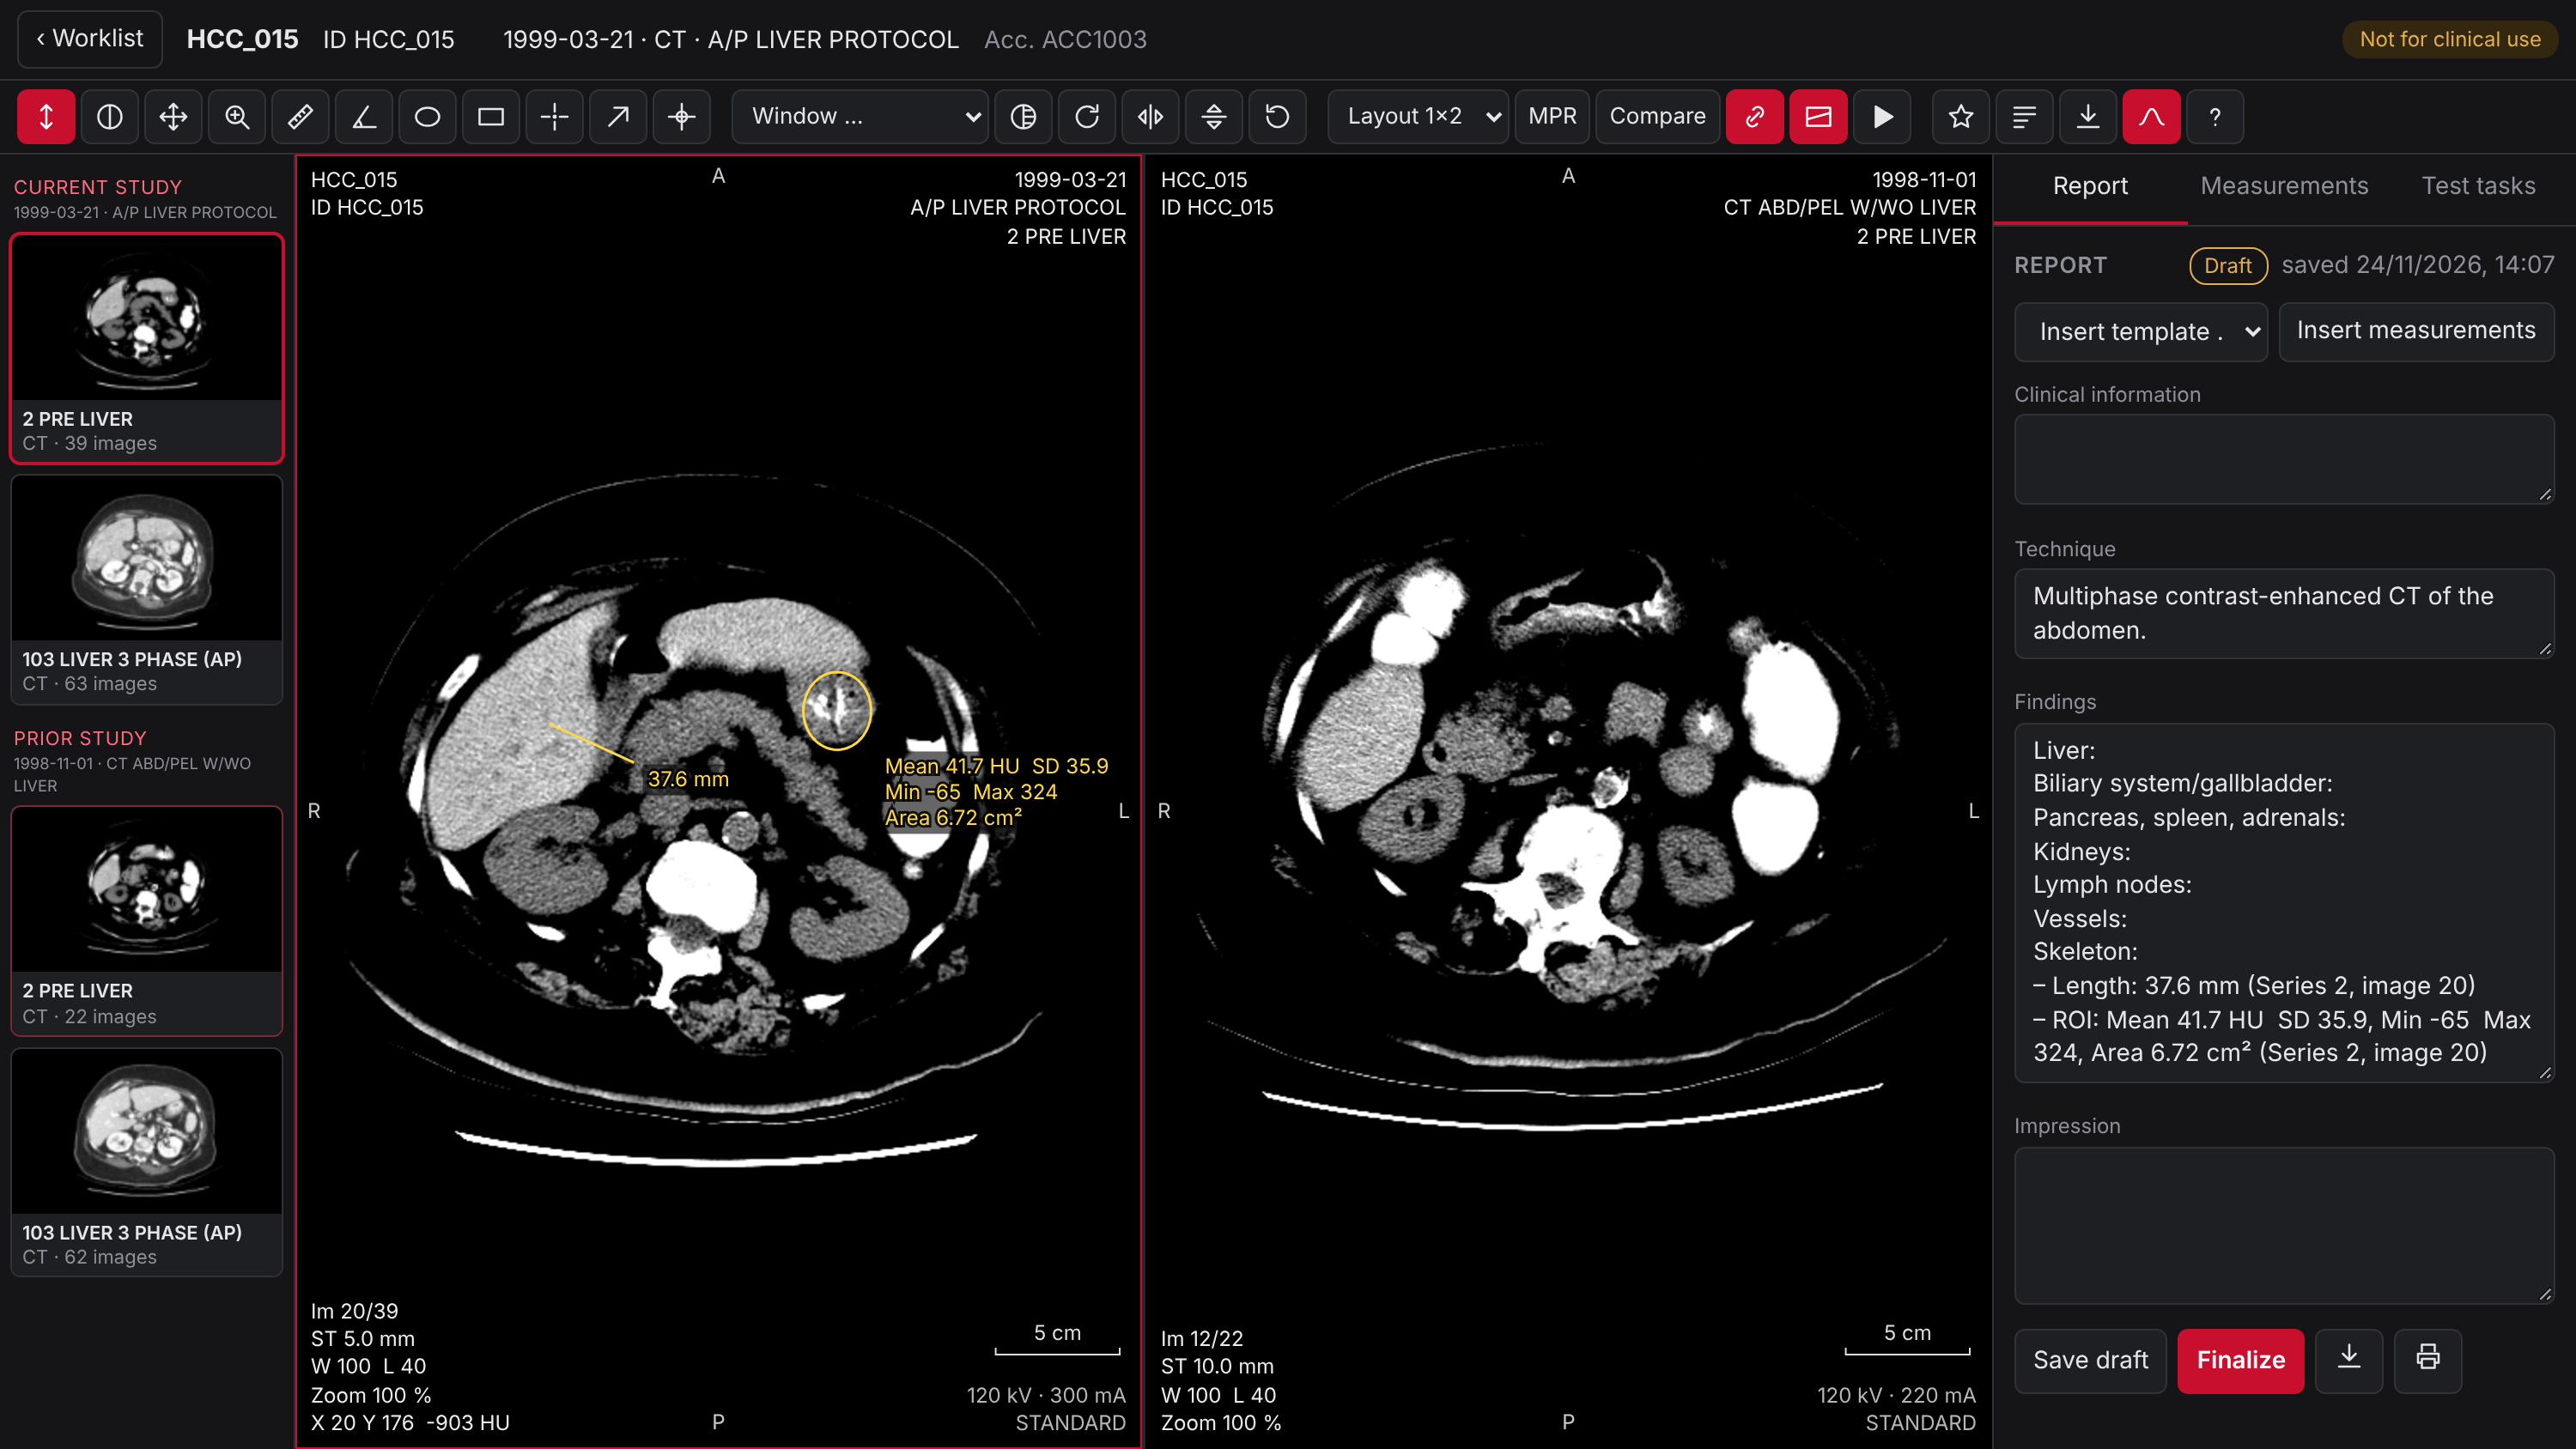 ‹ Worklist
HCC_015
ID HCC_015
1999-03-21 · CT · A/P LIVER PROTOCOL
Acc. ACC1003
Not for clinical use
Window ...
Layout 1×2
MPR
Compare
?
CURRENT STUDY
1999-03-21 · A/P LIVER PROTOCOL
2 PRE LIVER
CT · 39 images
103 LIVER 3 PHASE (AP)
CT · 63 images
PRIOR STUDY
1998-11-01 · CT ABD/PEL W/WO
LIVER
2 PRE LIVER
CT · 22 images
103 LIVER 3 PHASE (AP)
CT · 62 images
HCC_015
ID HCC_015
A
1999-03-21
A/P LIVER PROTOCOL
2 PRE LIVER
R
L
37.6 mm
Mean 41.7 HU SD 35.9
Min -65 Max 324
Area 6.72 cm²
Im 20/39
ST 5.0 mm
W 100 L 40
Zoom 100 %
X 20 Y 176 -903 HU
P
5 cm
120 kV · 300 mA
STANDARD
HCC_015
ID HCC_015
A
1998-11-01
CT ABD/PEL W/WO LIVER
2 PRE LIVER
R
L
Im 12/22
ST 10.0 mm
W 100 L 40
Zoom 100 %
P
5 cm
120 kV · 220 mA
STANDARD
Report
Measurements
Test tasks
REPORT
Draft
saved 24/11/2026, 14:07
Insert template .
Insert measurements
Clinical information
Technique
Multiphase contrast-enhanced CT of the
abdomen.
Findings
Liver:
Biliary system/gallbladder:
Pancreas, spleen, adrenals:
Kidneys:
Lymph nodes:
Vessels:
Skeleton:
– Length: 37.6 mm (Series 2, image 20)
– ROI: Mean 41.7 HU SD 35.9, Min -65 Max
324, Area 6.72 cm² (Series 2, image 20)
Impression
Save draft
Finalize